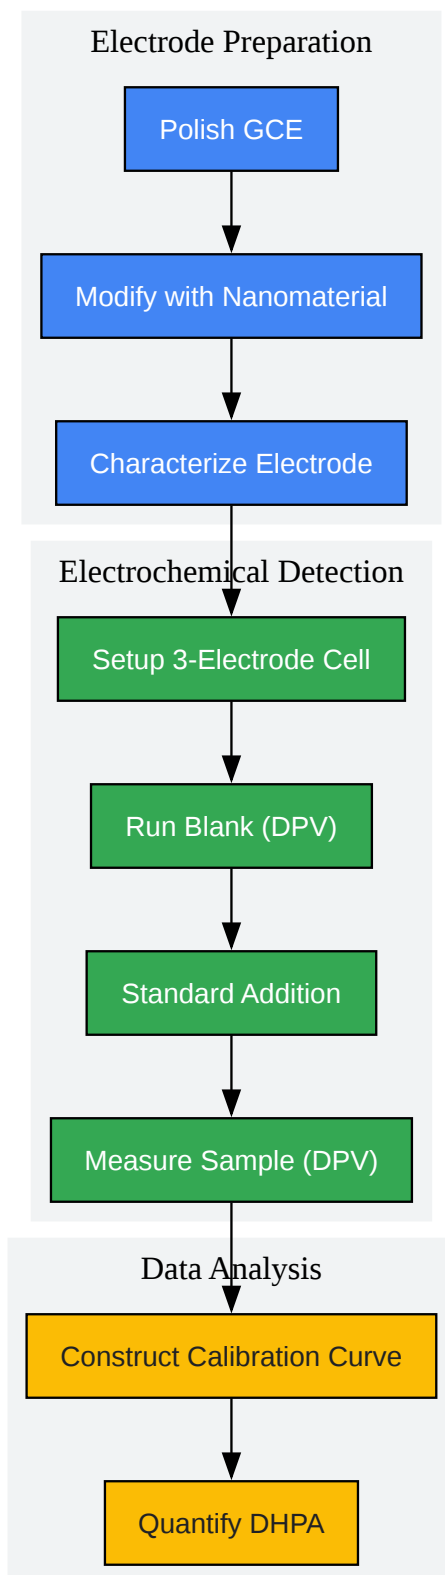 Electrode Preparation
Polish GCE
Modify with Nanomaterial
Characterize Electrode
Electrochemical Detection
Setup 3-Electrode Cell
Run Blank (DPV)
Standard Addition
Measure Sample (DPV)
Data Analysis
Construct Calibration Curve
Quantify DHPA